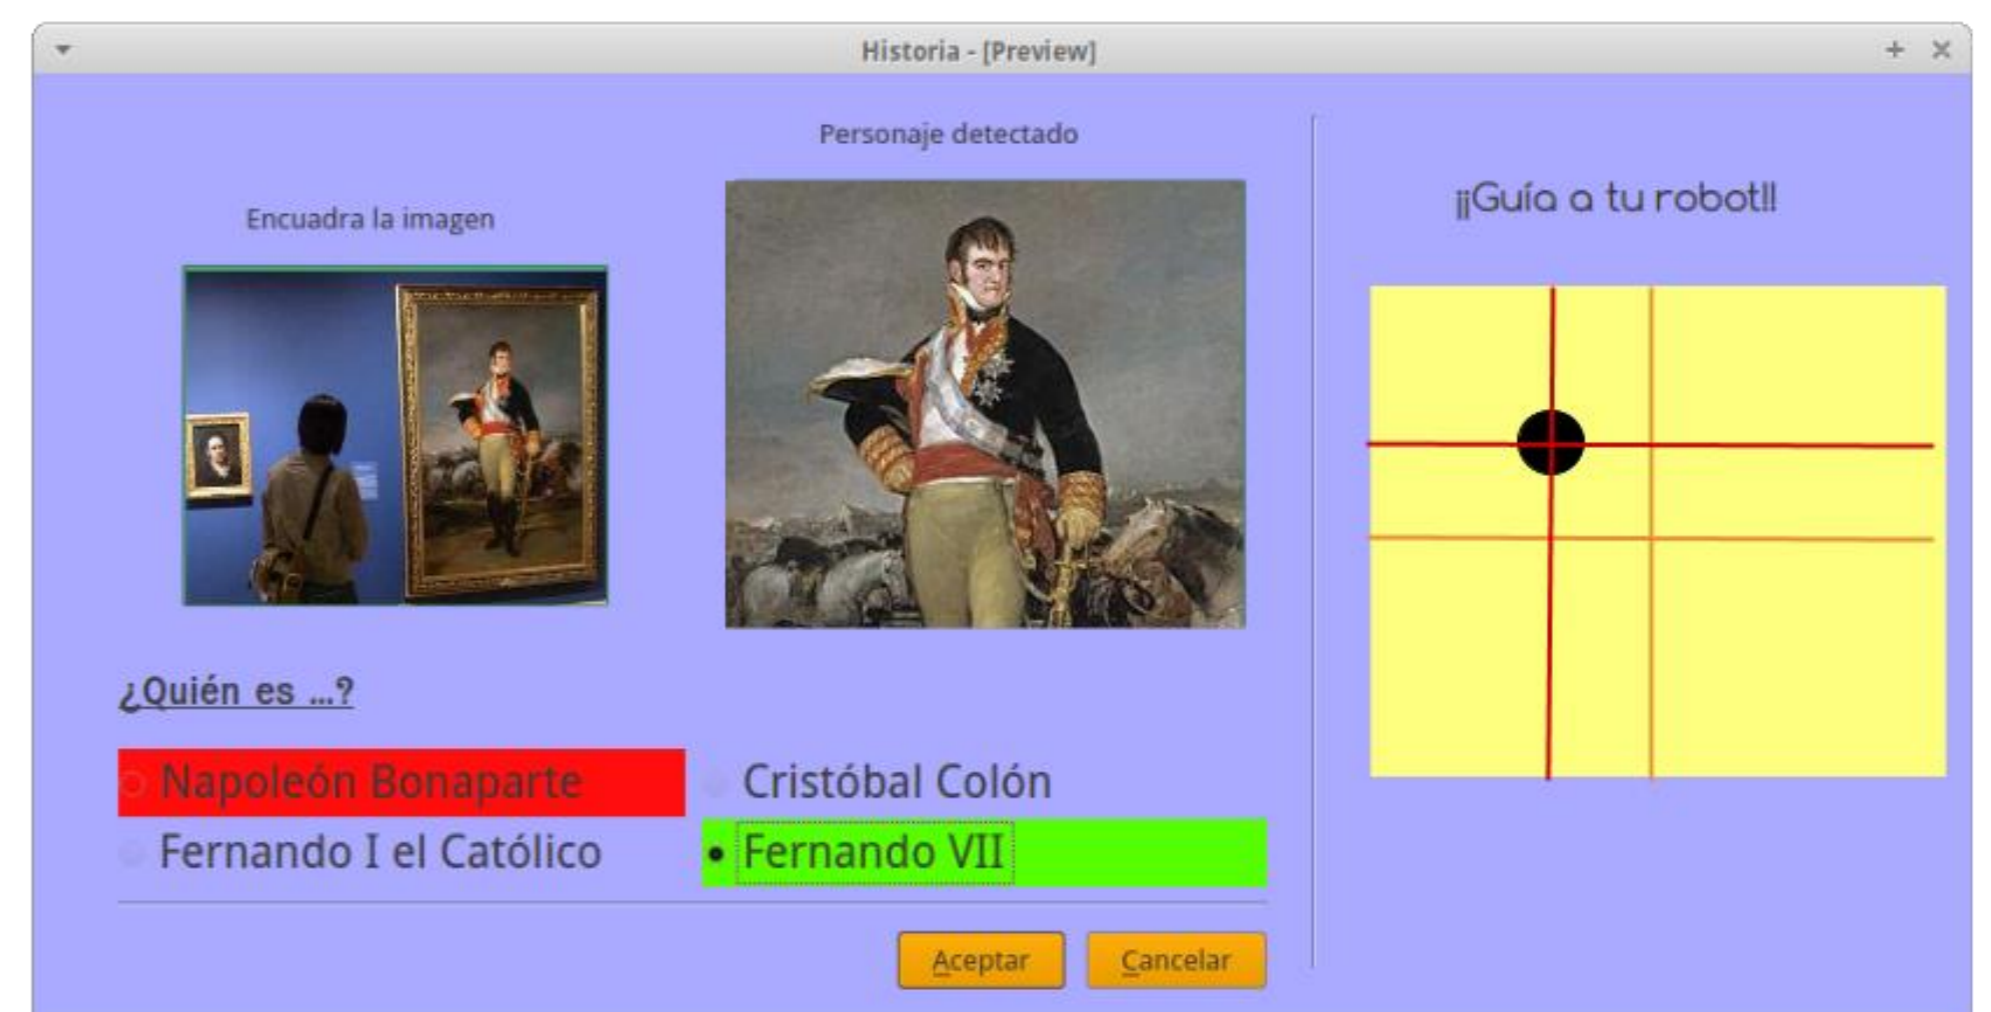 Historia - [Preview]
Personaje detectado
Encuadra la imagen
¡¡Guía a tu robot!!
¿Quién es ...?
Napoleón Bonaparte
Cristóbal Colón
Fernando I el Católico
Fernando VII
Aceptar
Cancelar